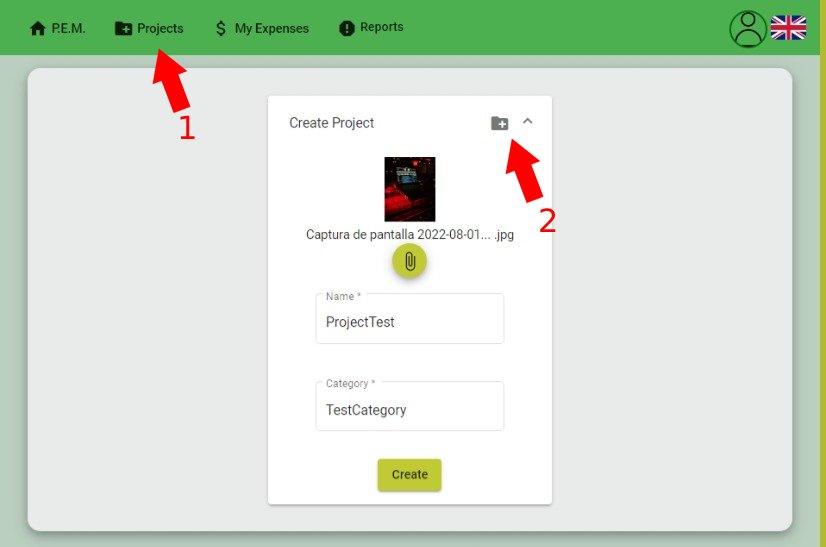 P.E.M. Projects $ My Expenses Reports
1
Create Project
2
Captura de pantalla 2022-08-01... .jpg
Name *
ProjectTest
Category *
TestCategory
Create